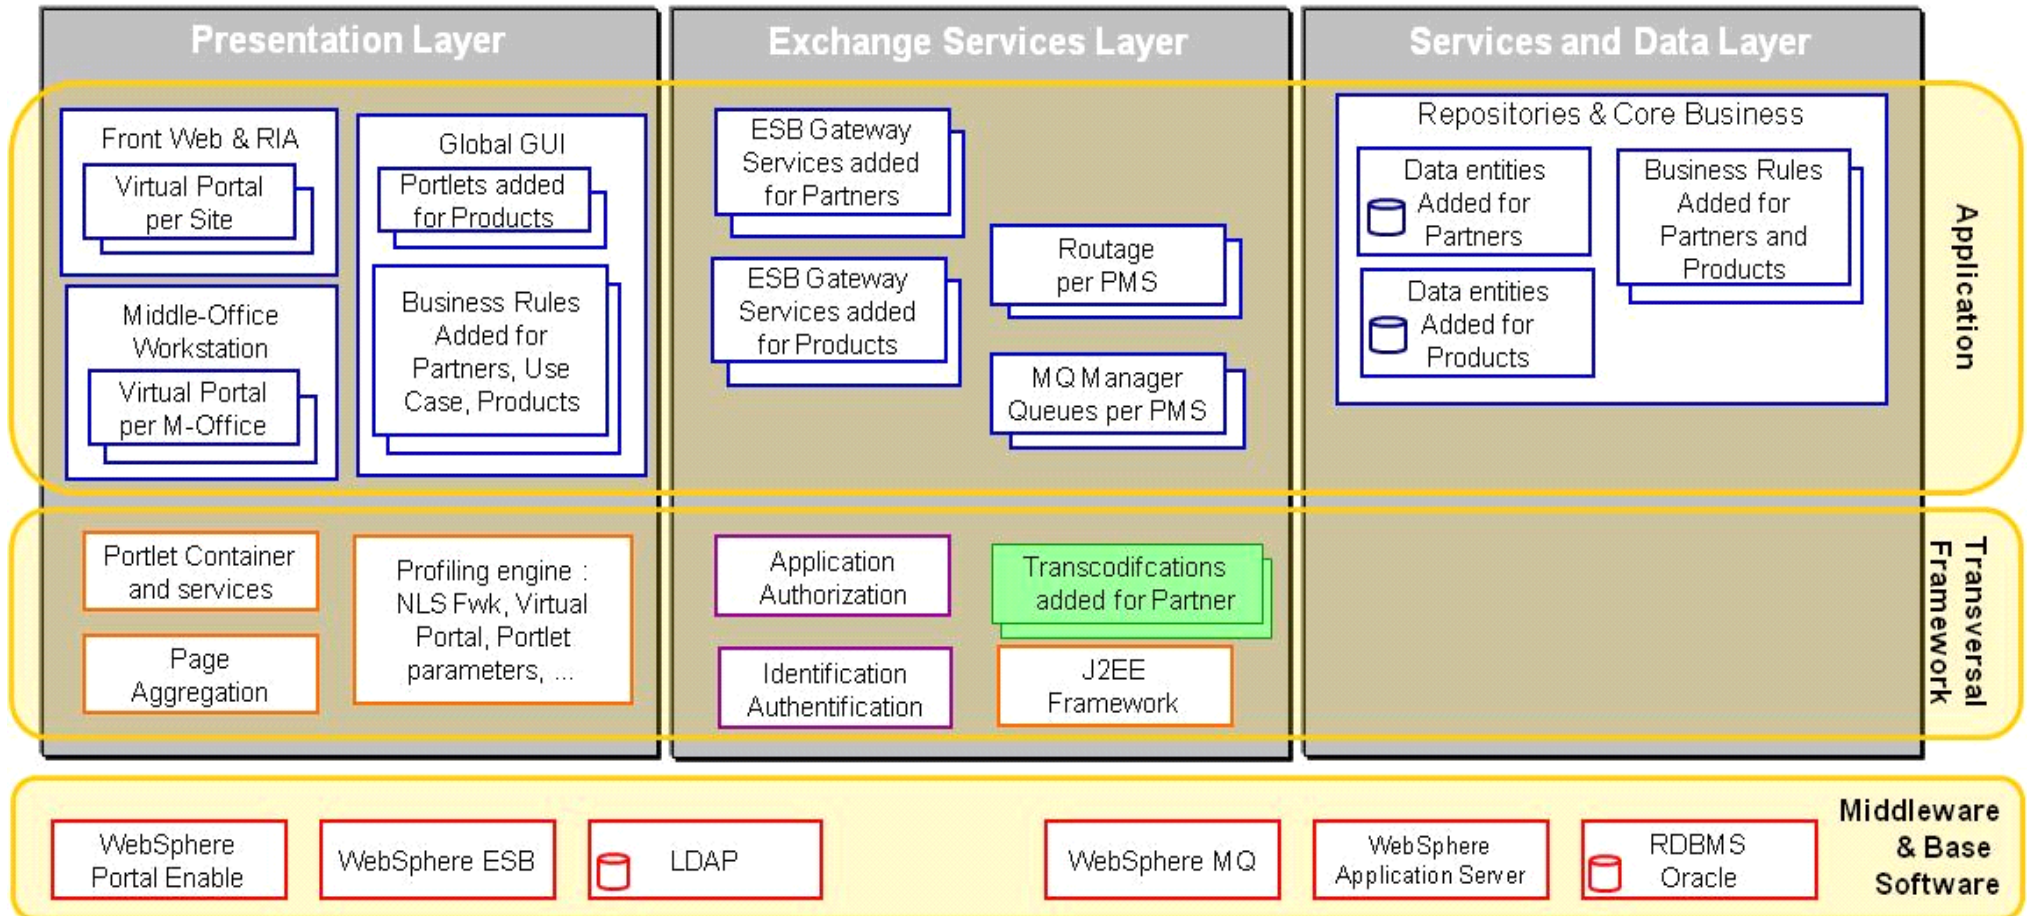 Presentation Layer
Exchange Services Layer
Services and Data Layer
Front Web & RIA
Virtual Portal
per Site
Middle-Office
Workstation
Virtual Portal
per M-Office
Global GUI
Portlets added
for Products
Business Rules
Added for
Partners, Use
Case, Products
ESB Gateway
Services added
for Partners
ESB Gateway
Services added
for Products
Routage
per PMS
MQ Manager
Queues per PMS
Repositories & Core Business
Data entities
Added for
Partners
Data entities
Added for
Products
Business Rules
Added for
Partners and
Products
Application
Portlet Container
and services
Page
Aggregation
Profiling engine :
NLS Fwk, Virtual
Portal, Portlet
parameters, ...
Application
Authorization
Identification
Authentification
Transcodifcations
added for Partner
J2EE
Framework
Transversal
Framework
WebSphere
Portal Enable
WebSphere ESB
LDAP
WebSphere MQ
WebSphere
Application Server
RDBMS
Oracle
Middleware
& Base
Software